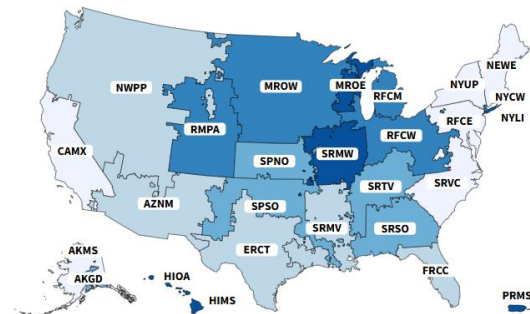 NEWE
NYUP
NWPP
MROW
MROE
NYCW
RFCM
NYLI
RFCE
RMPA
RFCW
CAMX
SRMW
SPNO
SRTV
SRVC
AZNM
SPSO
SRMV
SRSO
ERCT
AKMS
FRCC
AKGD
HIOA
HIMS
PRMS